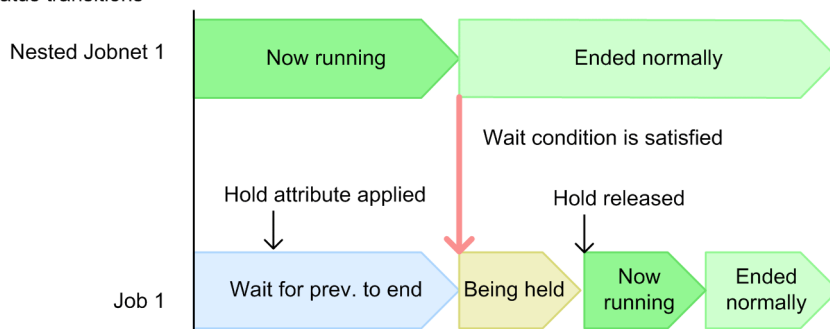 transitions
Nested Jobnet 1
Now running
Ended normally
Wait condition is satisfied
Hold attribute applied
Hold released
Job 1
Wait for prev. to end
Being held
Now
running
Ended
normally